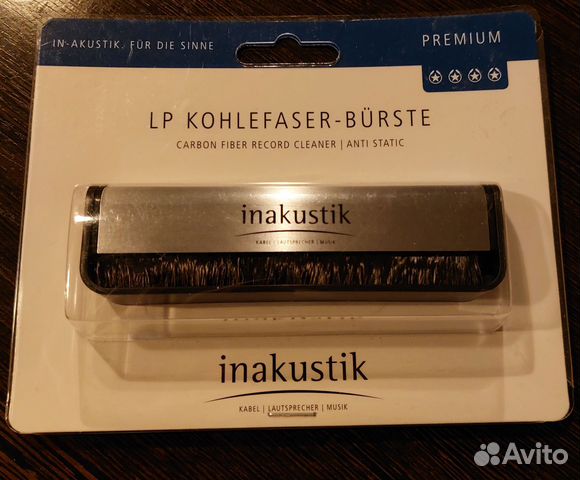 IN-AKUSTIK. FÜR DIE SINNE
PREMIUM
LP KOHLEFASER-BÜRSTE
CARBON FIBER RECORD CLEANER | ANTI STATIC
inakustik
KABEL | LAUTSPRECHER | MUSIK
inakustik
KABEL | LAUTSPRECHER | MUSIK
Avito